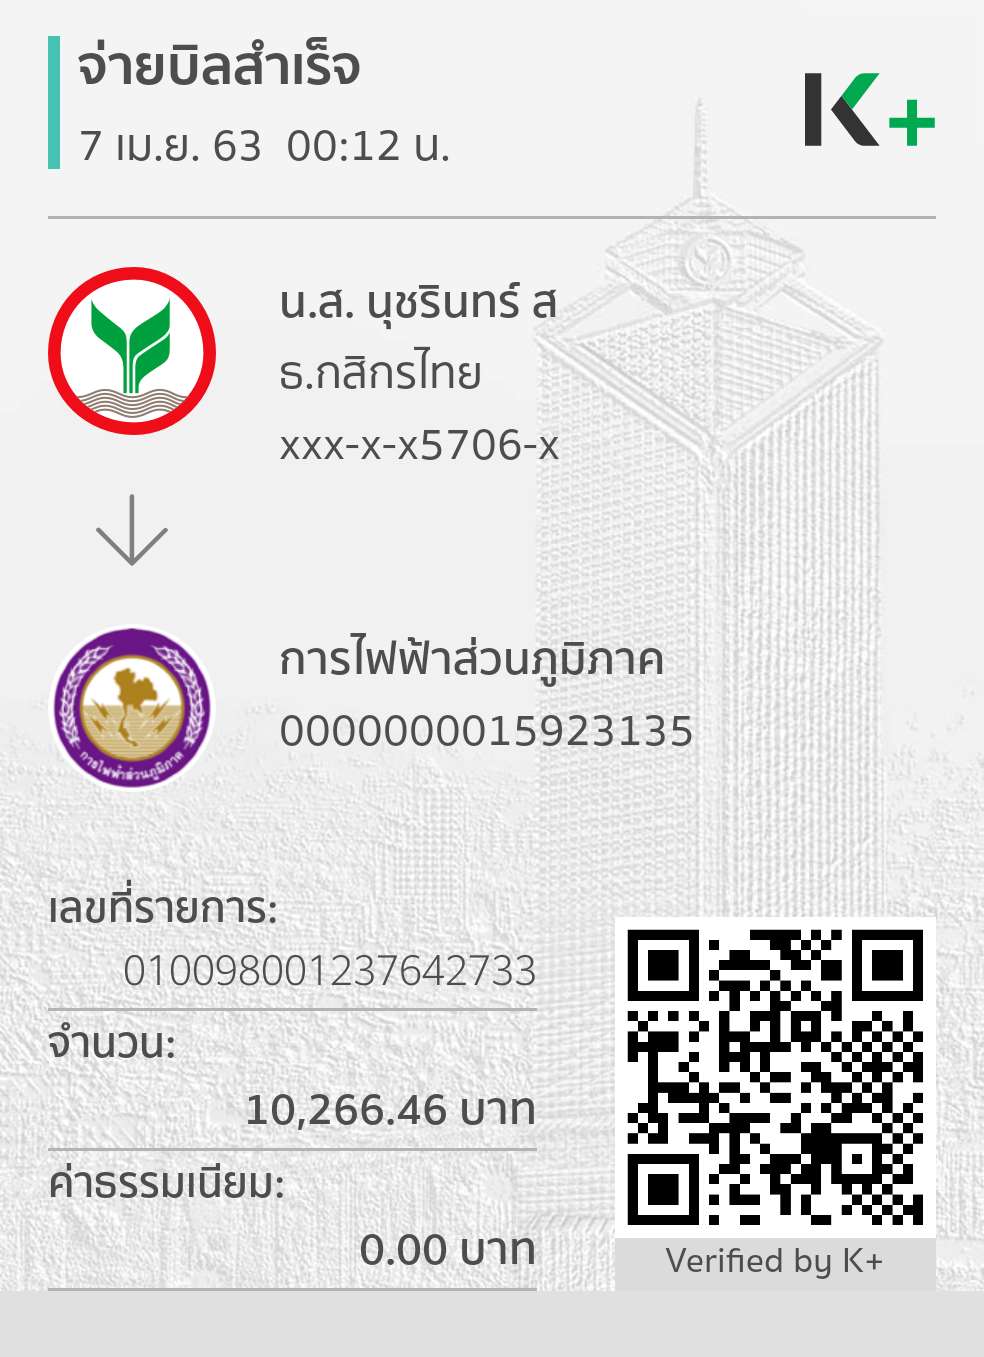 จ่ายบิลสำเร็จ
7 เม.ย. 63 00:12 น.
K+
น.ส. นุชรินทร์ ส
ธ.กสิกรไทย
xxx-x-x5706-x
การไฟฟ้าส่วนภูมิภาค
0000000015923135
การไฟฟ้าส่วนภูมิภาค
เลขที่รายการ:
010098001237642733
จำนวน:
10,266.46 บาท
ค่าธรรมเนียม:
0.00 บาท
Verified by K+